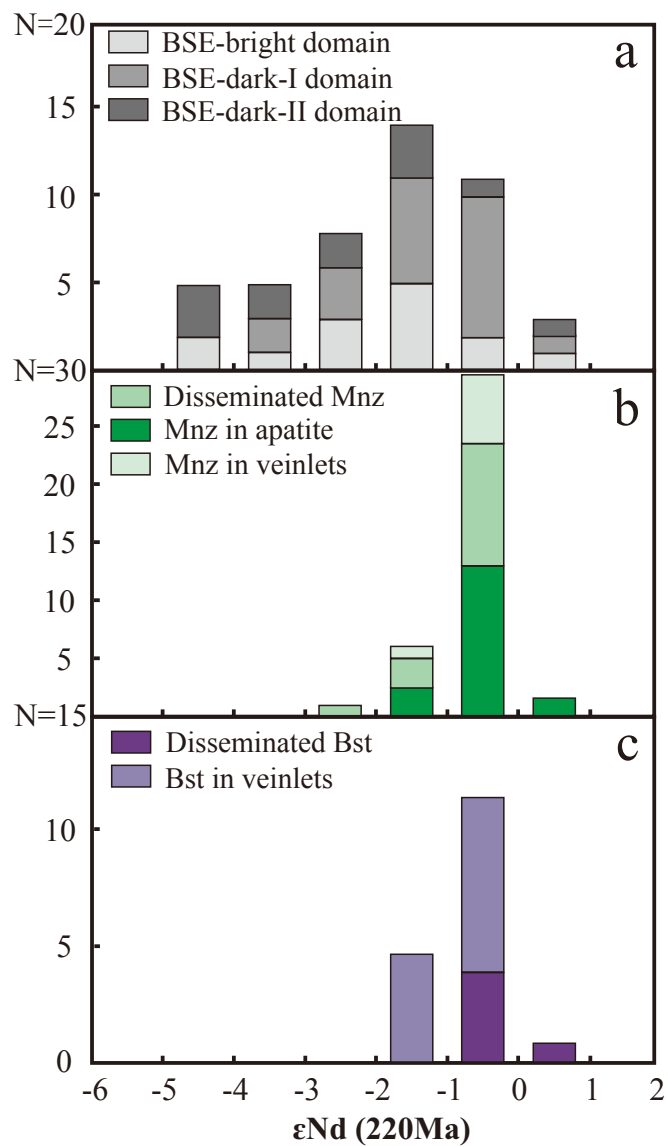 N=20
BSE-bright domain
a
BSE-dark-I domain
BSE-dark-II domain
15
10
5
N=30
Disseminated Mnz
b
Mnz in apatite
Mnz in veinlets
25
20
15
10
5
N=15
Disseminated Bst
c
Bst in veinlets
10
5
0
-6 -5 -4 -3 -2 -1 0 1 2
εNd (220Ma)